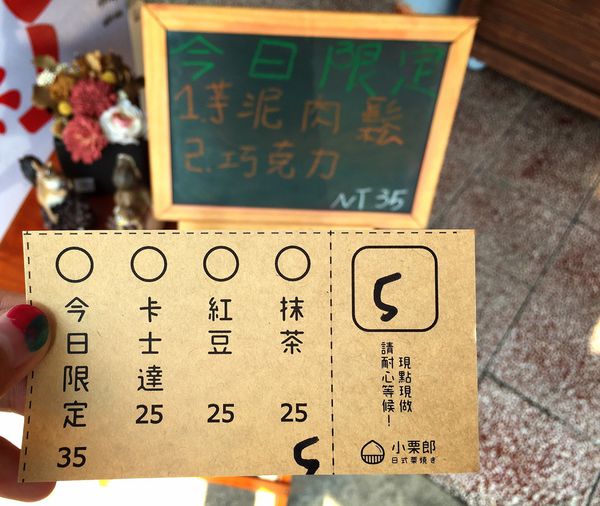 今日限定
1.芋泥肉鬆
2.巧克力
NT35
抹茶
25
紅豆
25
卡士達
25
今日限定
35
5
5
現點現做
請耐心等候！
小栗郎
日式栗燒き